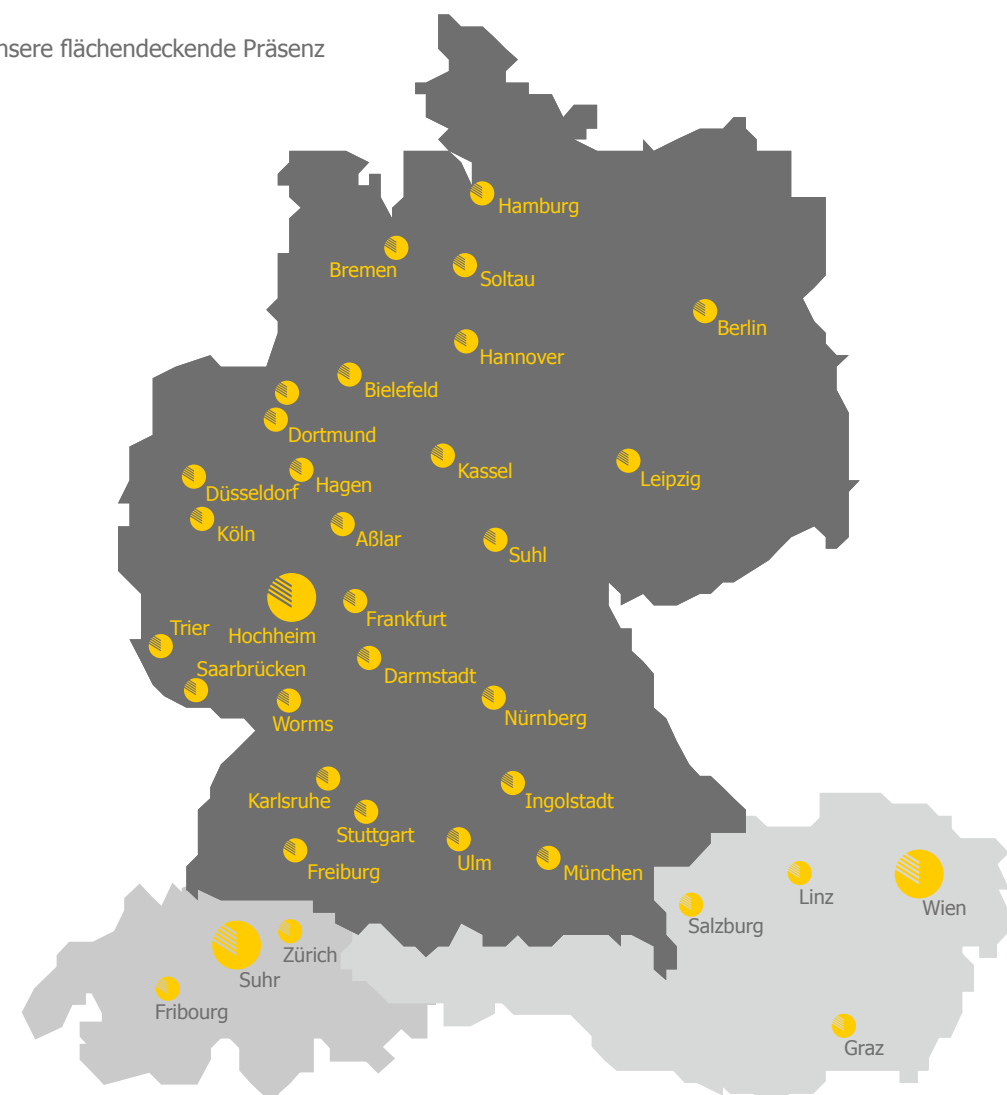 nsere flächendeckende Präsenz
Hamburg
Bremen
Soltau
Berlin
Hannover
Bielefeld
Dortmund
Kassel
Leipzig
Hagen
Düsseldorf
Köln
Aßlar
Suhl
Frankfurt
Trier
Hochheim
Saarbrücken
Darmstadt
Nürnberg
Worms
Karlsruhe
Ingolstadt
Stuttgart
Ulm
Freiburg
München
Linz
Wien
Salzburg
Zürich
Suhr
Fribourg
Graz